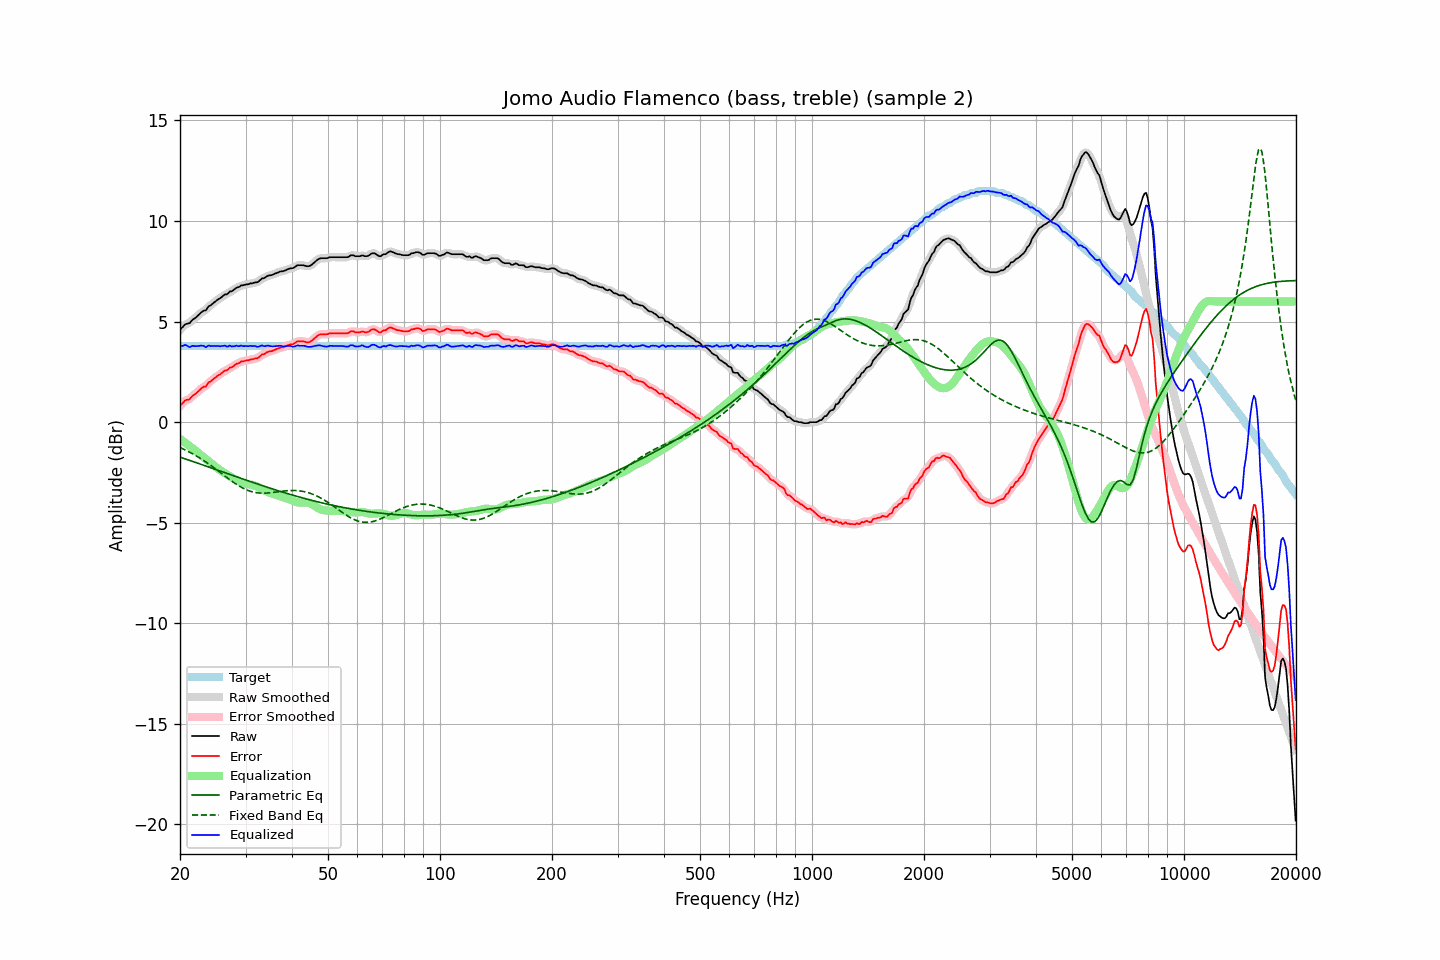 Jomo Audio Flamenco (bass, treble) (sample 2)
15
10
5
0
−5
−10
−15
−20
Amplitude (dBr)
Target
Raw Smoothed
Error Smoothed
Raw
Error
Equalization
Parametric Eq
Fixed Band Eq
Equalized
20 50 100 200 500 1000 2000 5000 10000 20000
Frequency (Hz)